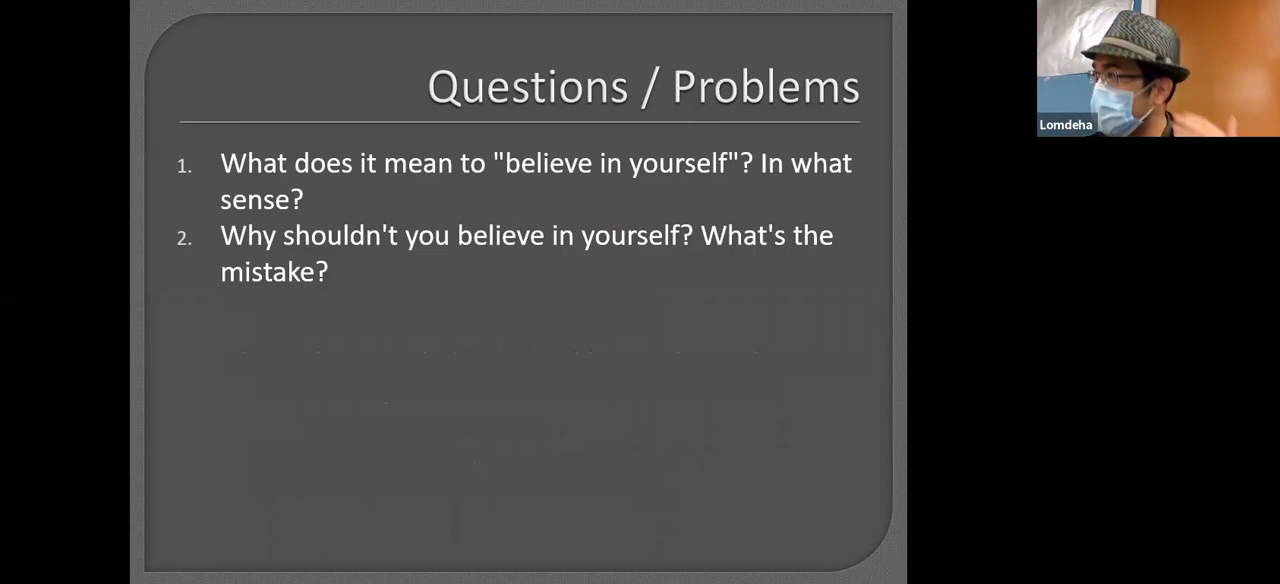 Questions / Problems
1. What does it mean to "believe in yourself"? In what
sense?
2. Why shouldn't you believe in yourself? What's the
mistake?
Lomdeha